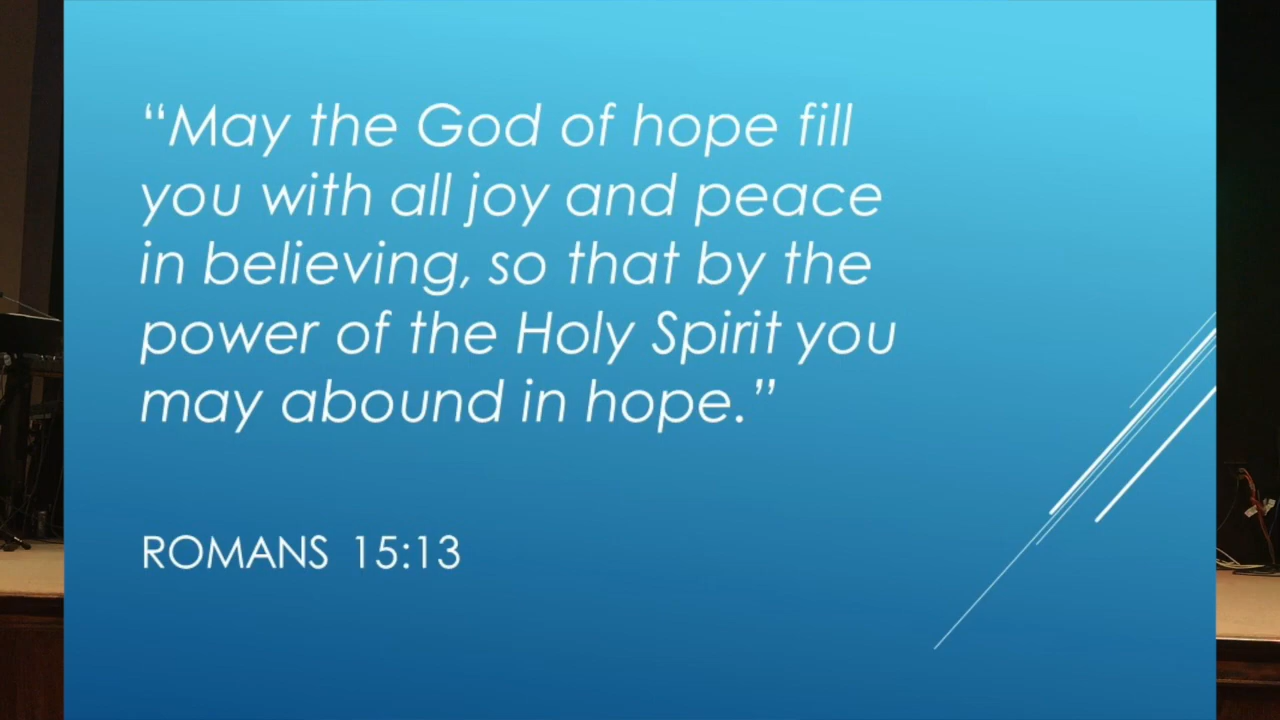 “May the God of hope fill
you with all joy and peace
in believing, so that by the
power of the Holy Spirit you
may abound in hope.”
ROMANS 15:13